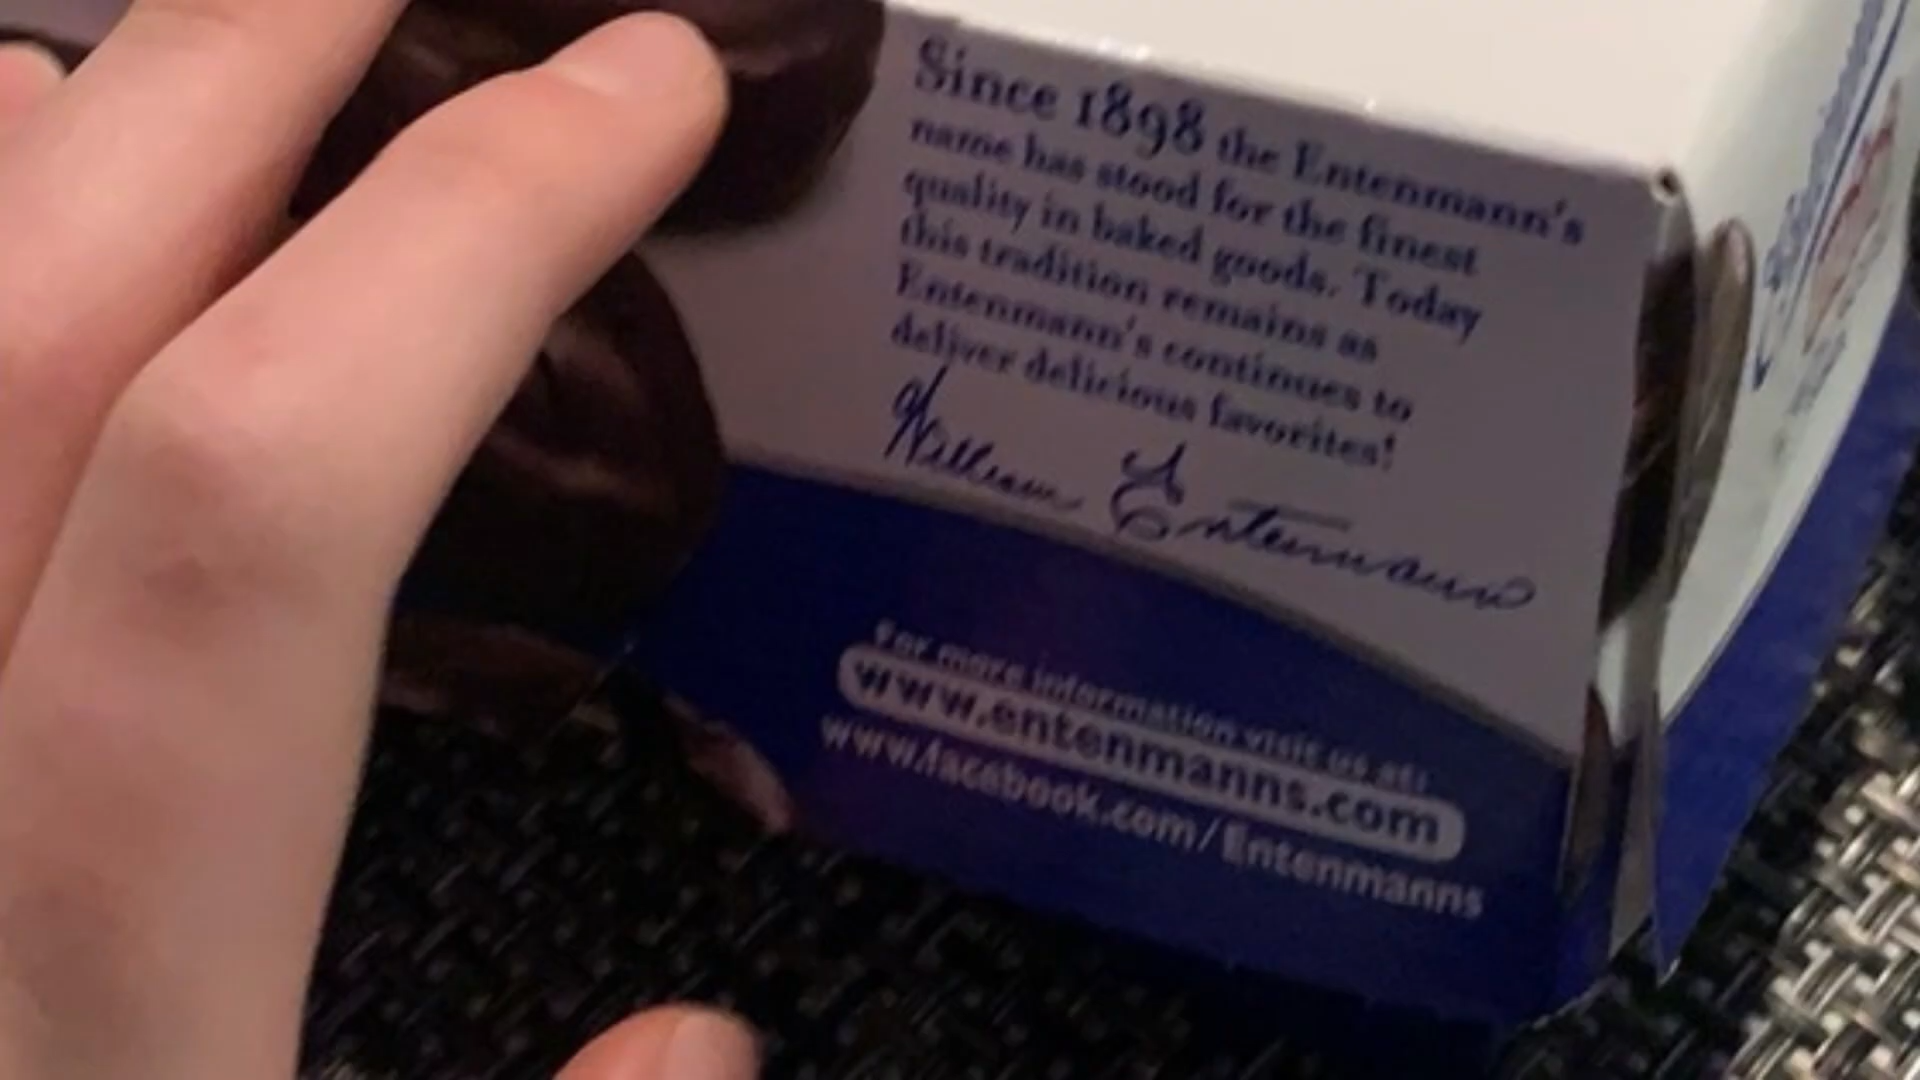 Since 1898 the Entenmann's
name has stood for the finest
quality in baked goods. Today
this tradition remains as
Entenmann's continues to
deliver delicious favorites!
William Entenmann
For more information visit us at:
www.entenmanns.com
www.facebook.com/Entenmanns